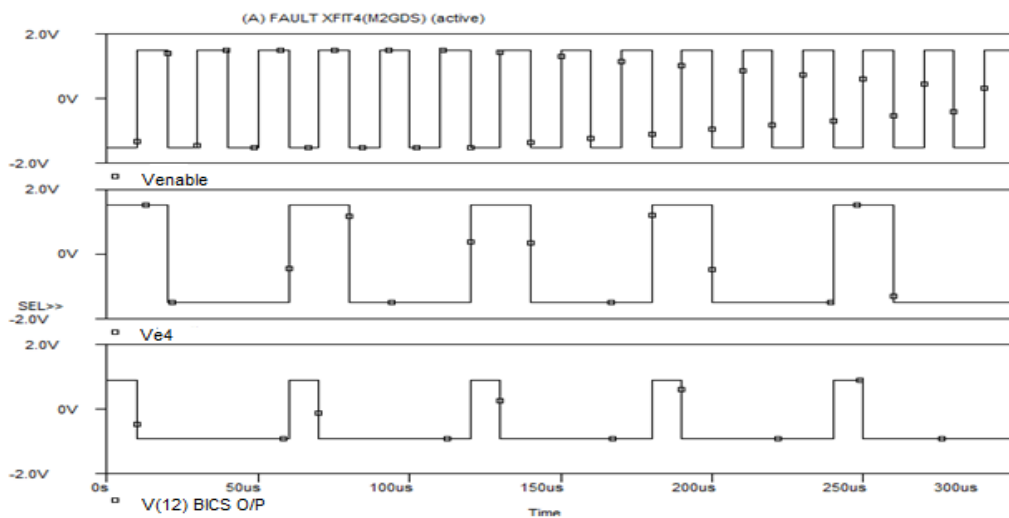 (A) FAULT XFIT4(M2GDS) (active)
2.0V
0V
-2.0V
Venable
2.0V
0V
SEL>>
-2.0V
Ve4
2.0V
0V
-2.0V
0s 50us 100us 150us 200us 250us 300us
V(12) BICS O/P
Time